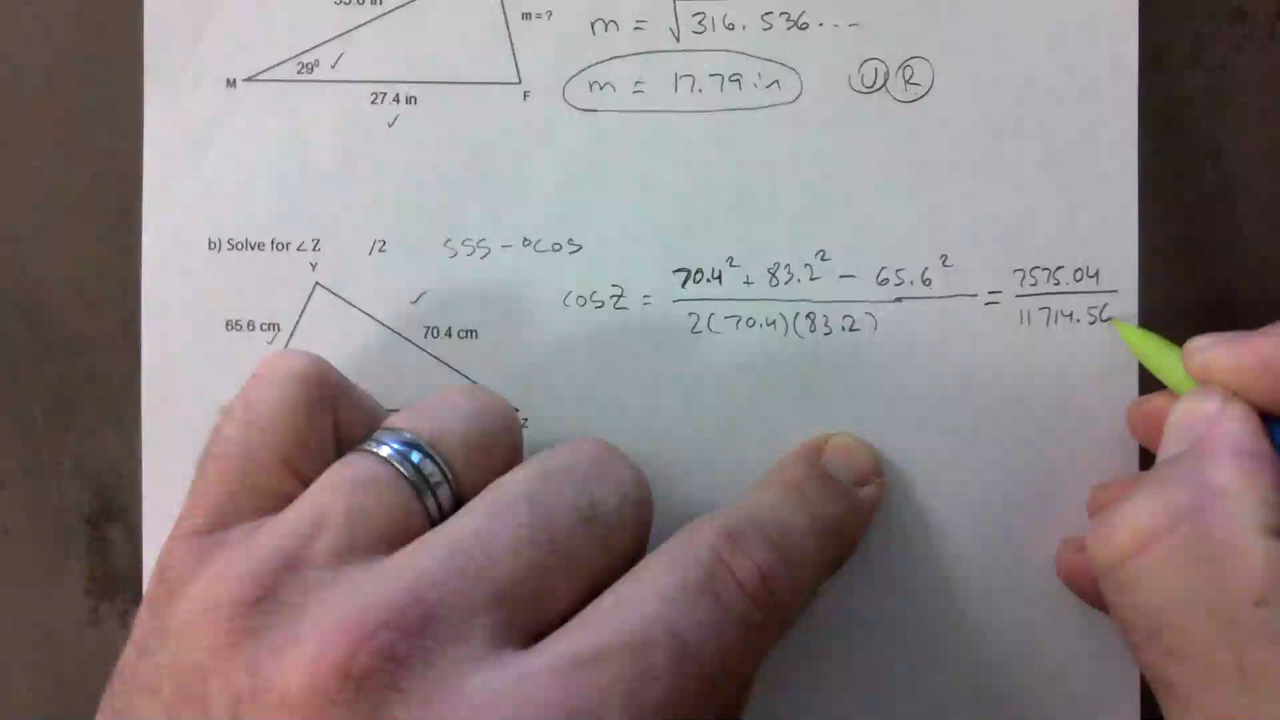 m = ?
m = √316.536...
29⁰ ✓
M
27.4 in
F
✓
m = 17.79 in
U R
b) Solve for ∠Z /2 SSS - cos
Y
✓
65.6 cm
✓
70.4 cm
Z
cos Z = 70.4² + 83.2² - 65.6² / 2(70.4)(83.2) = 7575.04 / 11714.56